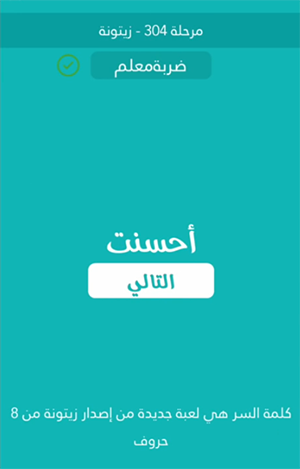 مرحلة 304 - زيتونة
ضربةمعلم
أحسنت
التالي
كلمة السر هي لعبة جديدة من إصدار زيتونة من 8
حروف